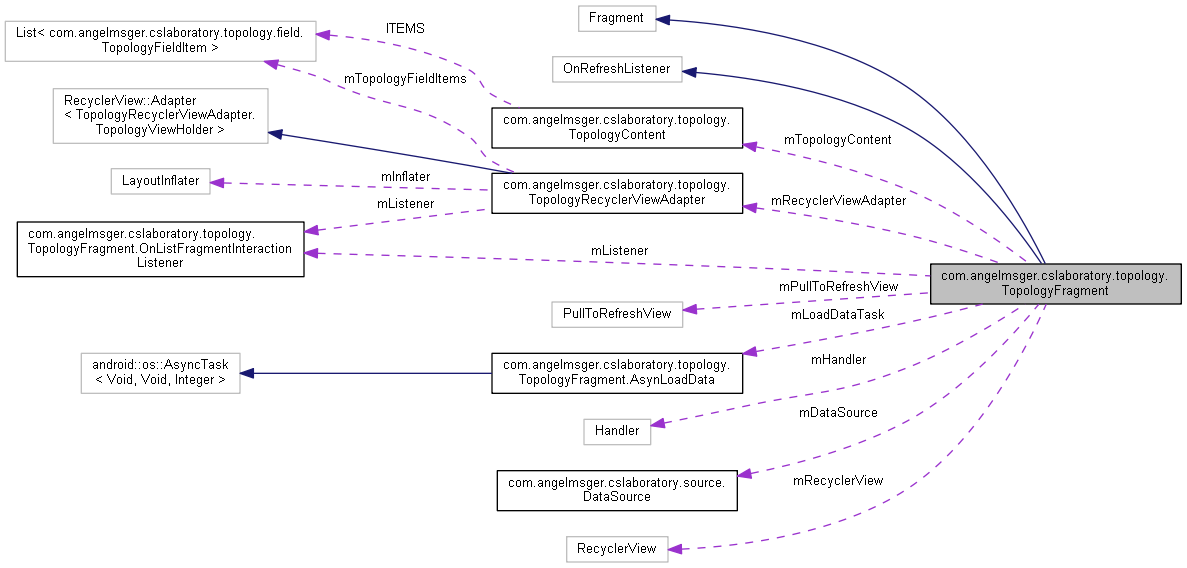 Fragment
List< com.angelmsger.cslaboratory.topology.field.
TopologyFieldItem >
ITEMS
OnRefreshListener
mTopologyFieldItems
RecyclerView::Adapter
< TopologyRecyclerViewAdapter.
TopologyViewHolder >
com.angelmsger.cslaboratory.topology.
TopologyContent
mTopologyContent
LayoutInflater
mInflater
com.angelmsger.cslaboratory.topology.
TopologyRecyclerViewAdapter
mRecyclerViewAdapter
mListener
com.angelmsger.cslaboratory.topology.
TopologyFragment.OnListFragmentInteraction
Listener
mListener
com.angelmsger.cslaboratory.topology.
TopologyFragment
mPullToRefreshView
PullToRefreshView
mLoadDataTask
android::os::AsyncTask
< Void, Void, Integer >
com.angelmsger.cslaboratory.topology.
TopologyFragment.AsynLoadData
mHandler
Handler
mDataSource
com.angelmsger.cslaboratory.source.
DataSource
mRecyclerView
RecyclerView